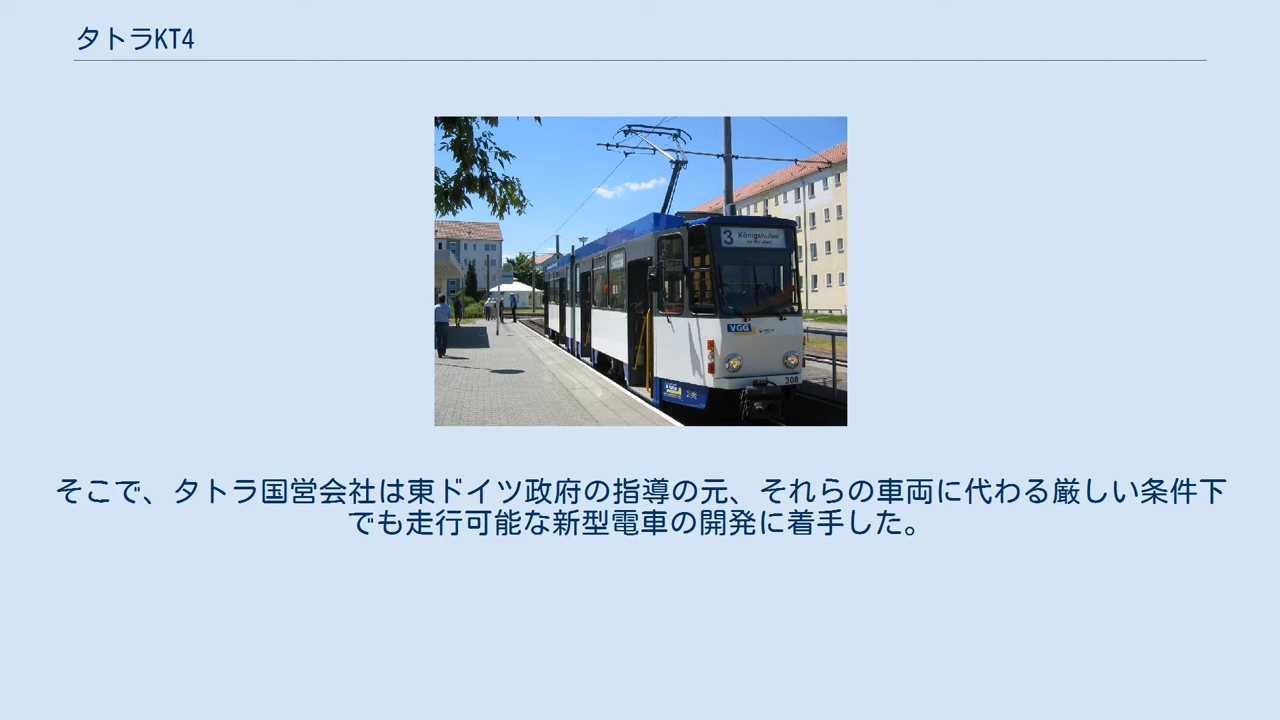 タトラKT4
3 Königshufen
VGG
308
VGG
そこで、タトラ国営会社は東ドイツ政府の指導の元、それらの車両に代わる厳しい条件下
でも走行可能な新型電車の開発に着手した。